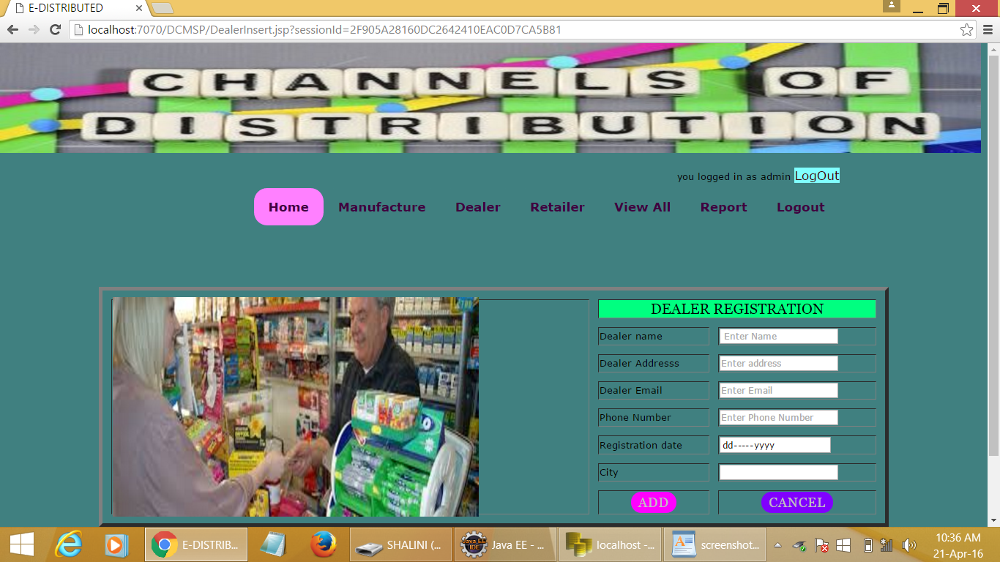 E-DISTRIBUTED
localhost:7070/DCMSP/DealerInsert.jsp?sessionId=2F905A28160DC2642410EAC0D7CA5B81
CHANNELS OF
DISTRIBUTION
you logged in as admin LogOut
Home Manufacture Dealer Retailer View All Report Logout
DEALER REGISTRATION
Dealer name Enter Name
Dealer Addresss Enter address
Dealer Email Enter Email
Phone Number Enter Phone Number
Registration date dd-----yyyy
City
ADD CANCEL
E-DISTRIB... SHALINI (... Java EE - ... localhost -... screenshot...
10:36 AM
21-Apr-16